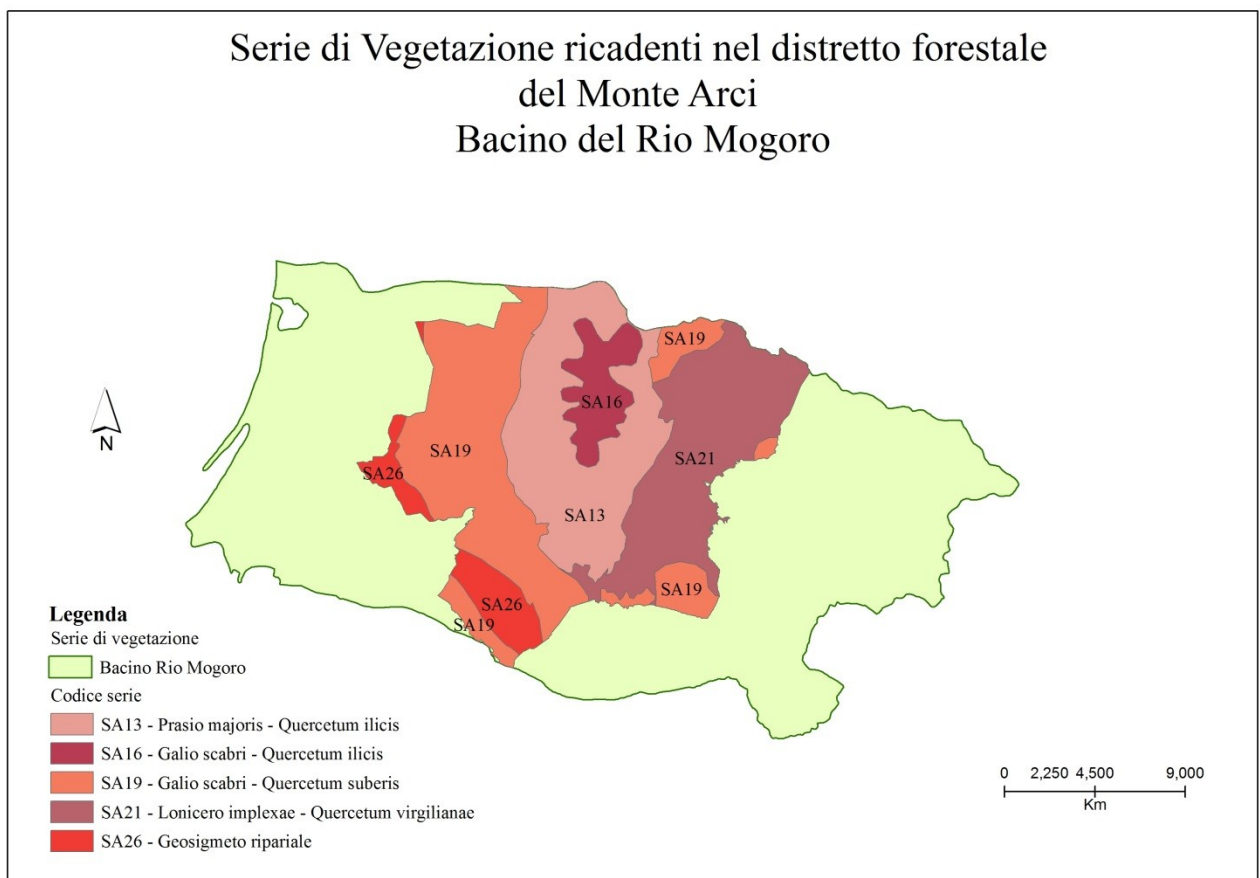 Serie di Vegetazione ricadenti nel distretto forestale
del Monte Arci
Bacino del Rio Mogoro
SA19
SA16
SA19
SA21
SA26
SA13
SA26
SA19
SA19
N
Legenda
Serie di vegetazione
Bacino Rio Mogoro
Codice serie
SA13 - Prasio majoris - Quercetum ilicis
SA16 - Galio scabri - Quercetum ilicis
SA19 - Galio scabri - Quercetum suberis
SA21 - Lonicero implexae - Quercetum virgilianae
SA26 - Geosigmeto ripariale
0 2,250 4,500 9,000
Km